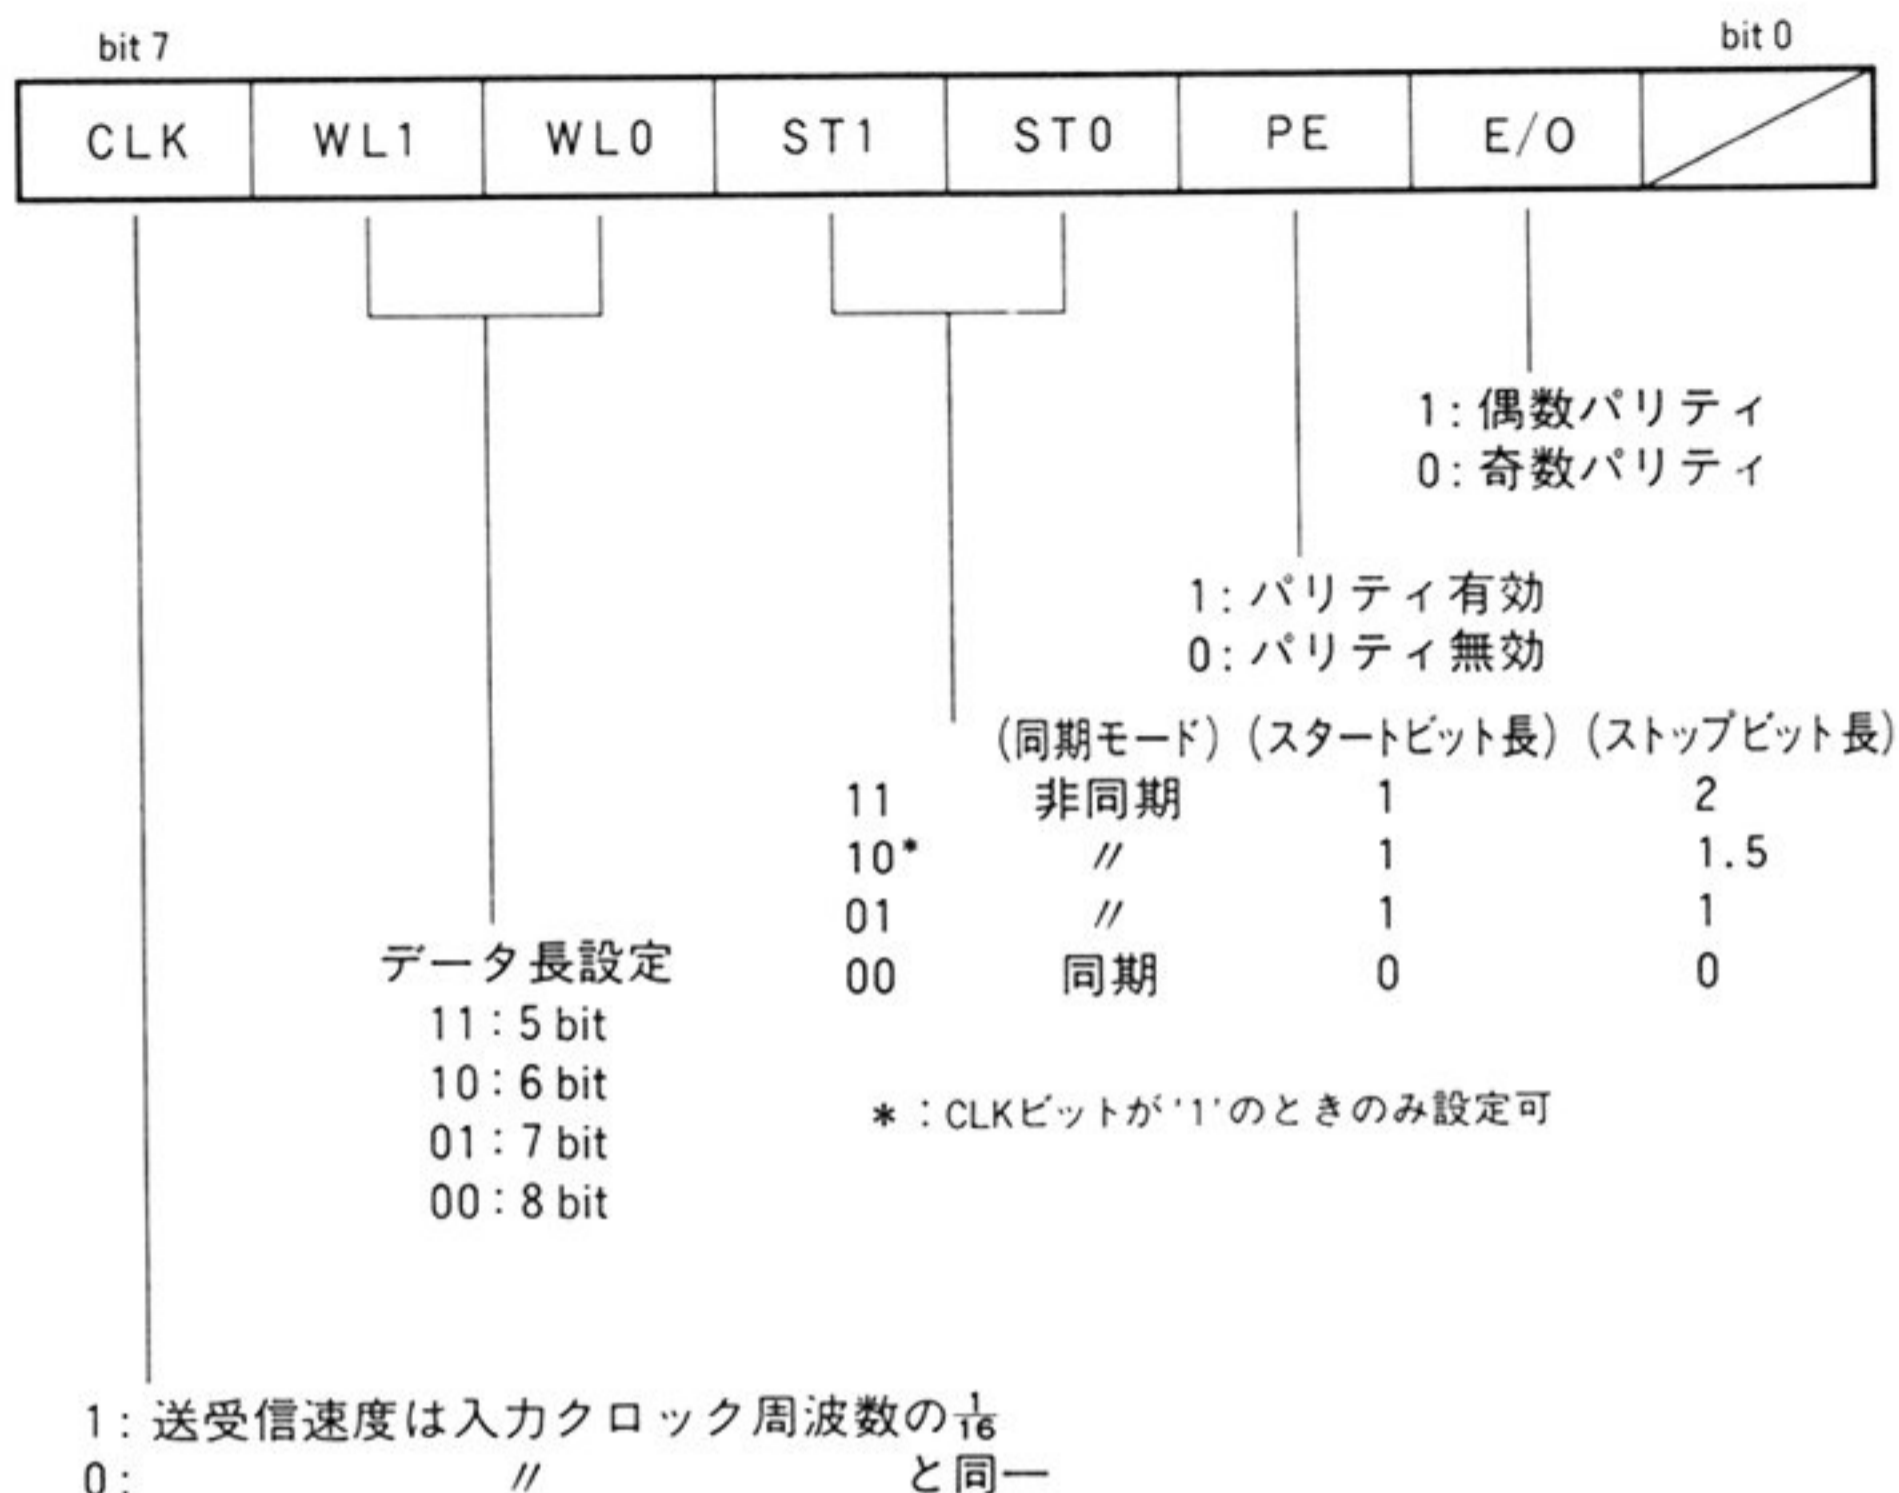 bit 7 bit 0
CLK WL1 WL0 ST1 ST0 PE E/O
1: 偶数パリティ
0: 奇数パリティ
1: パリティ有効
0: パリティ無効
(同期モード) (スタートビット長) (ストップビット長)
11 非同期 1 2
10* 〃 1 1.5
01 〃 1 1
00 同期 0 0
データ長設定
11 : 5 bit
10 : 6 bit
01 : 7 bit
00 : 8 bit
* : CLKビットが '1' のときのみ設定可
1: 送受信速度は入力クロック周波数の 1/16
0: 〃 と同一